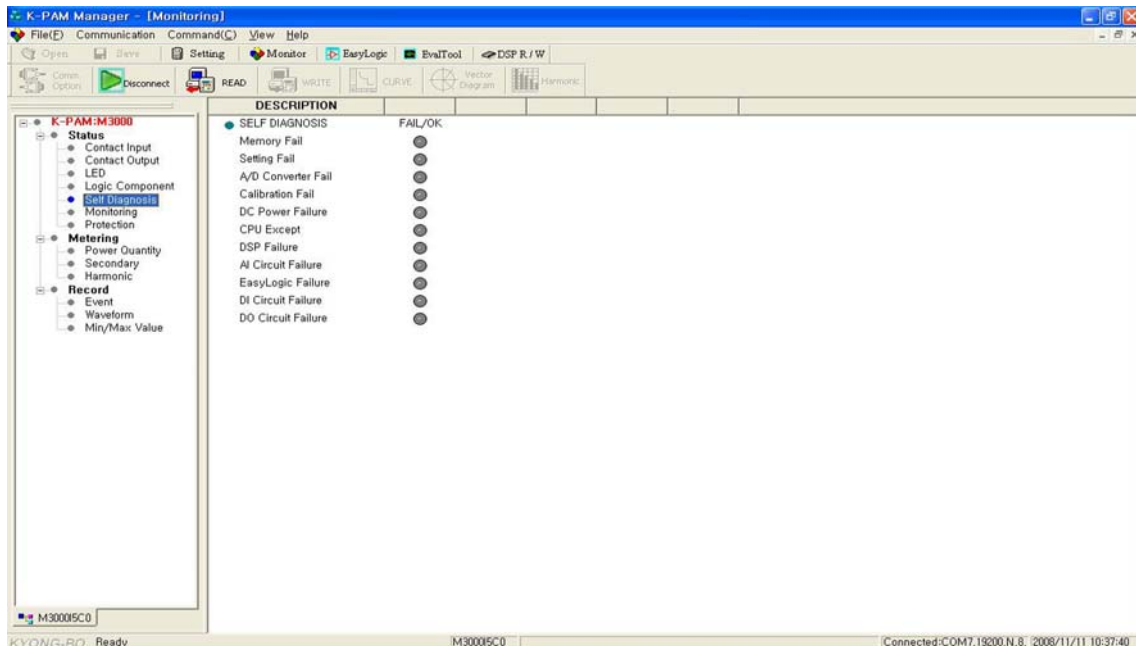 K-PAM Manager - [Monitoring]
File(F) Communication Command(C) View Help
Open Save Setting Monitor EasyLogic EvalTool DSP R/W
Comm. Option Disconnect READ WRITE CURVE Vector Diagram Harmonic
DESCRIPTION
K-PAM:M3000
Status
Contact Input
Contact Output
LED
Logic Component
Self Diagnosis
Monitoring
Protection
Metering
Power Quantity
Secondary
Harmonic
Record
Event
Waveform
Min/Max Value
SELF DIAGNOSIS FAIL/OK
Memory Fail
Setting Fail
A/D Converter Fail
Calibration Fail
DC Power Failure
CPU Except
DSP Failure
AI Circuit Failure
EasyLogic Failure
DI Circuit Failure
DO Circuit Failure
M3000I5C0
KYONG-BO Ready M3000I5C0 Connected:COM7,19200,N,8, 2008/11/11 10:37:40